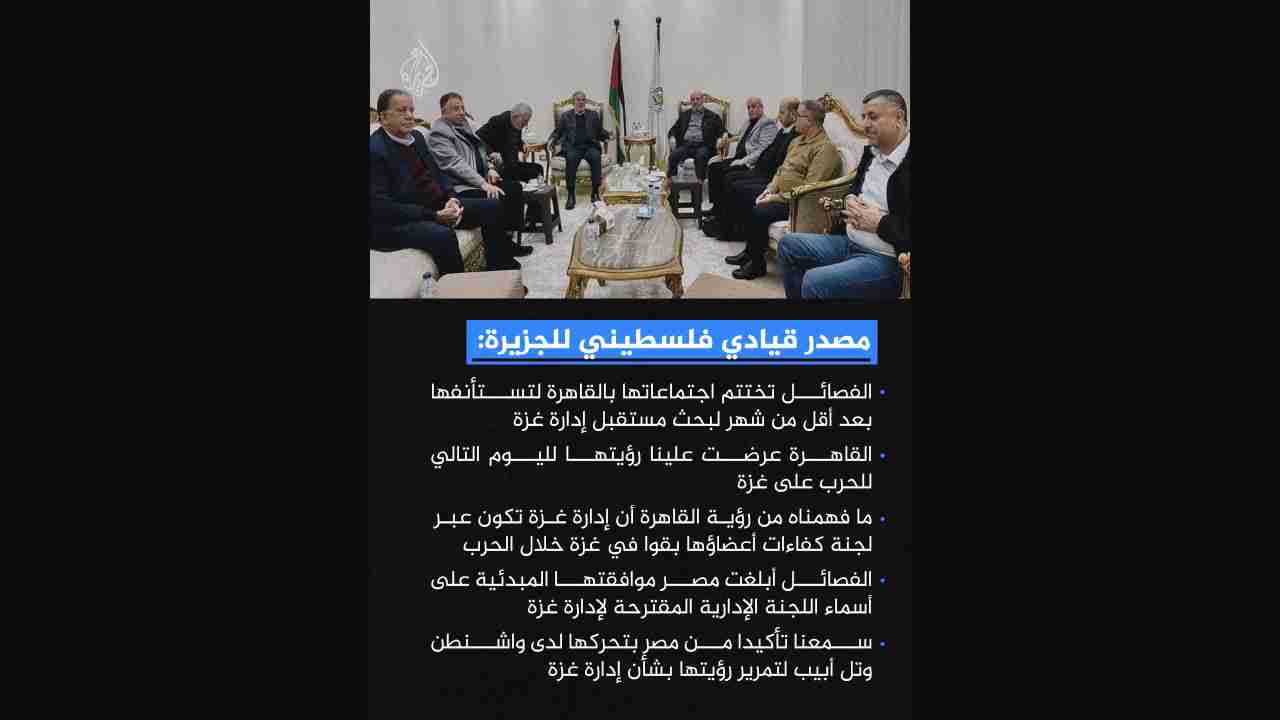 الجزيرة
مصدر قيادي فلسطيني للجزيرة:
الفصائل تختتم اجتماعاتها بالقاهرة لتستأنفها
بعد أقل من شهر لبحث مستقبل إدارة غزة
القاهرة عرضت علينا رؤيتها لليوم التالي
للحرب على غزة
ما فهمناه من رؤية القاهرة أن إدارة غزة تكون عبر
لجنة كفاءات أعضاؤها بقوا في غزة خلال الحرب
الفصائل أبلغت مصر موافقتها المبدئية على
أسماء اللجنة الإدارية المقترحة لإدارة غزة
سمعنا تأكيدا من مصر بتحركها لدى واشنطن
وتل أبيب لتمرير رؤيتها بشأن إدارة غزة